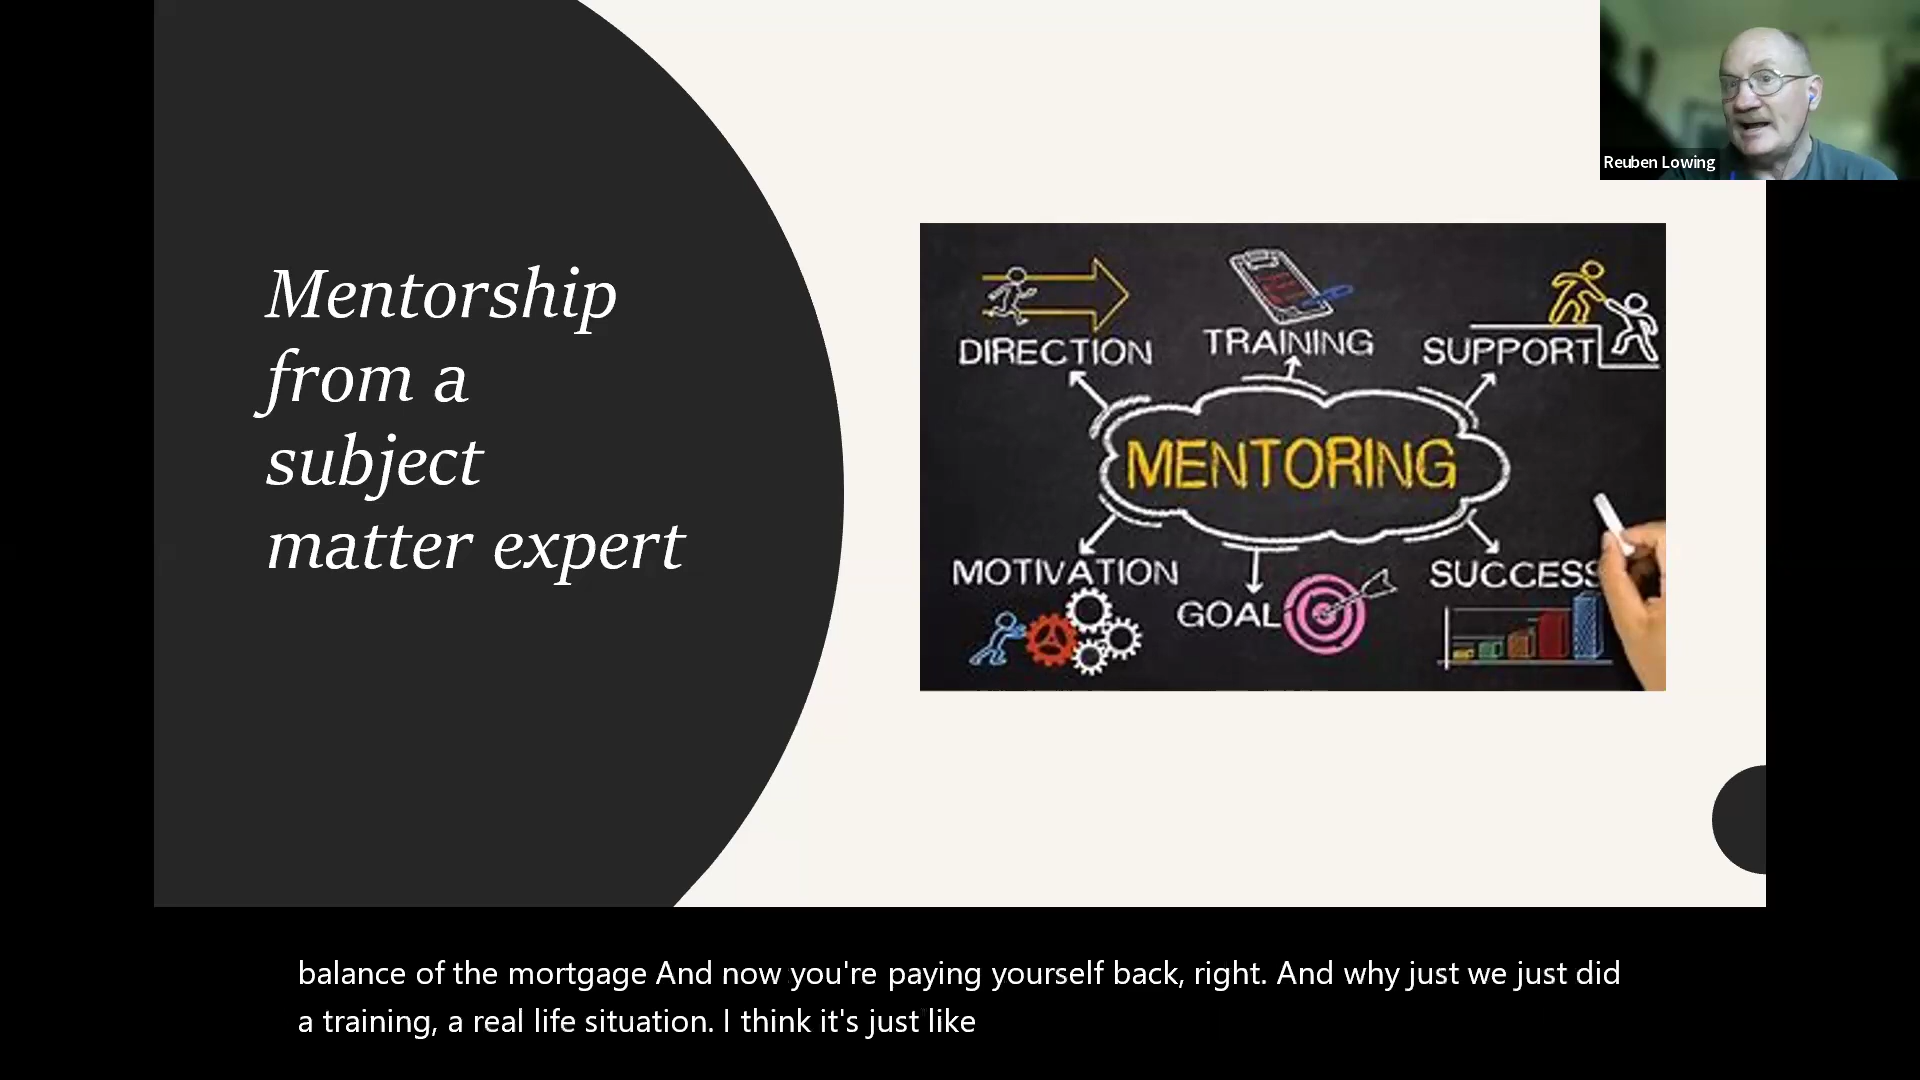 Reuben Lowing
Mentorship
from a
subject
matter expert
DIRECTION
TRAINING
SUPPORT
MENTORING
MOTIVATION
GOAL
SUCCESS
balance of the mortgage And now you're paying yourself back, right. And why just we just did
a training, a real life situation. I think it's just like